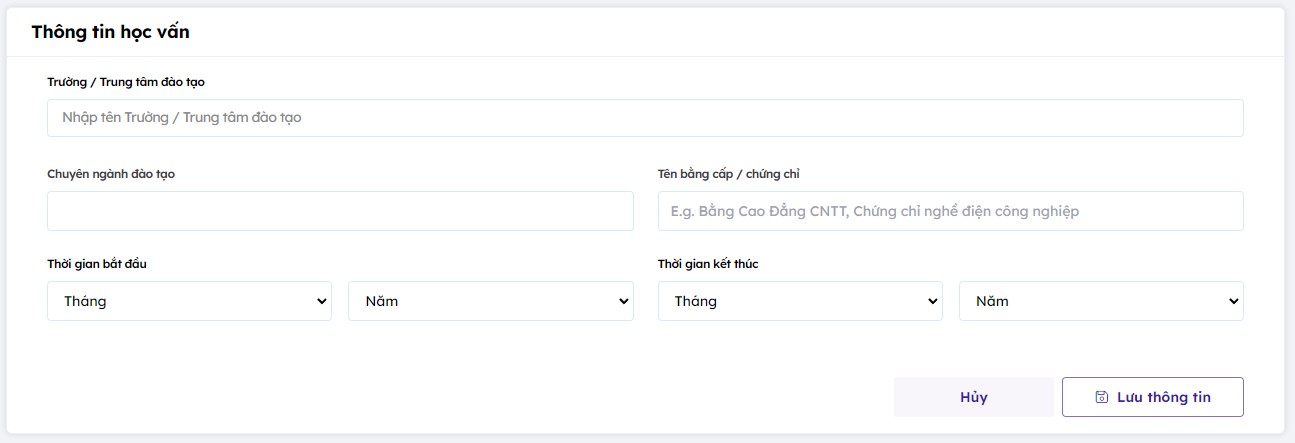 Thông tin học vấn
Trường / Trung tâm đào tạo
Nhập tên Trường / Trung tâm đào tạo
Chuyên ngành đào tạo
Tên bằng cấp / chứng chỉ
E.g. Bằng Cao Đẳng CNTT, Chứng chỉ nghề điện công nghiệp
Thời gian bắt đầu
Thời gian kết thúc
Tháng
Năm
Tháng
Năm
Hủy
Lưu thông tin